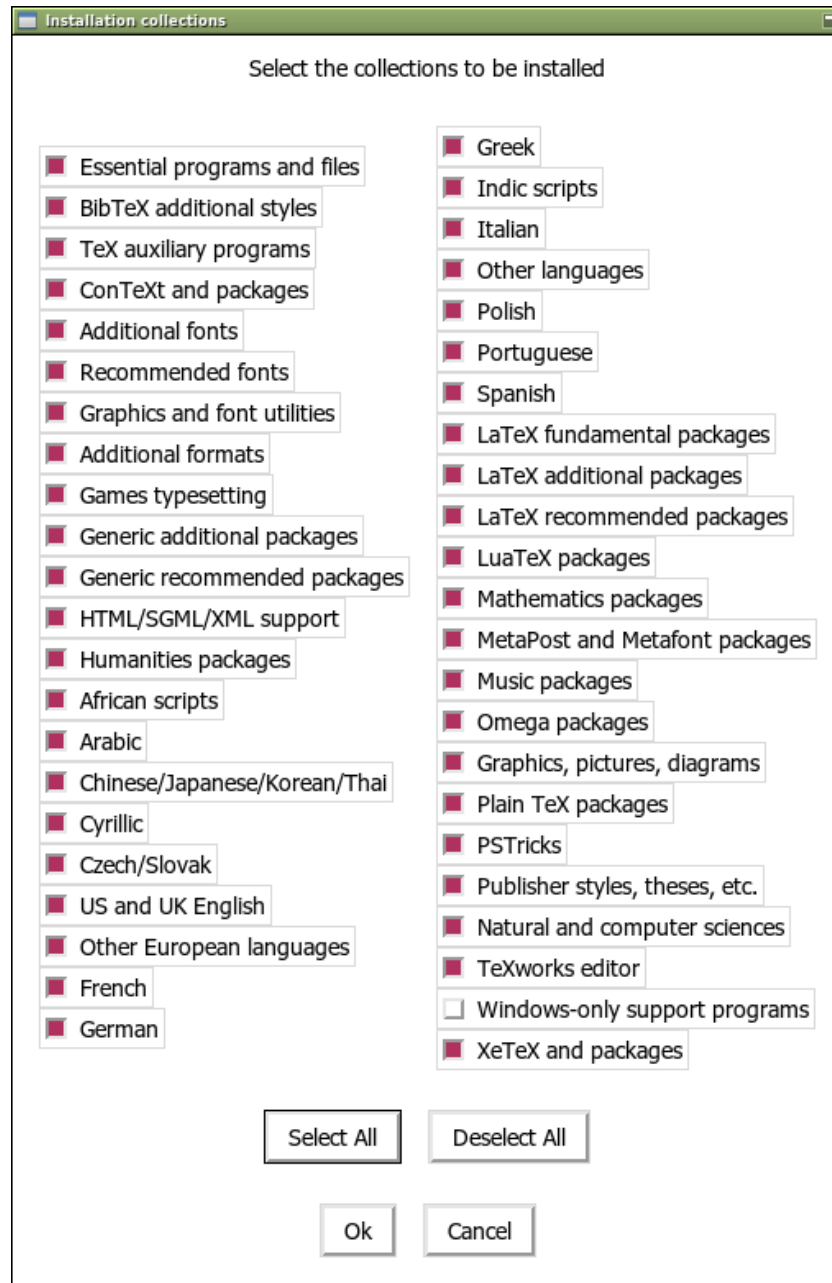 Installation collections
Select the collections to be installed
Essential programs and files
BibTeX additional styles
TeX auxiliary programs
ConTeXt and packages
Additional fonts
Recommended fonts
Graphics and font utilities
Additional formats
Games typesetting
Generic additional packages
Generic recommended packages
HTML/SGML/XML support
Humanities packages
African scripts
Arabic
Chinese/Japanese/Korean/Thai
Cyrillic
Czech/Slovak
US and UK English
Other European languages
French
German
Greek
Indic scripts
Italian
Other languages
Polish
Portuguese
Spanish
LaTeX fundamental packages
LaTeX additional packages
LaTeX recommended packages
LuaTeX packages
Mathematics packages
MetaPost and Metafont packages
Music packages
Omega packages
Graphics, pictures, diagrams
Plain TeX packages
PSTricks
Publisher styles, theses, etc.
Natural and computer sciences
TeXworks editor
Windows-only support programs
XeTeX and packages
Select All
Deselect All
Ok
Cancel